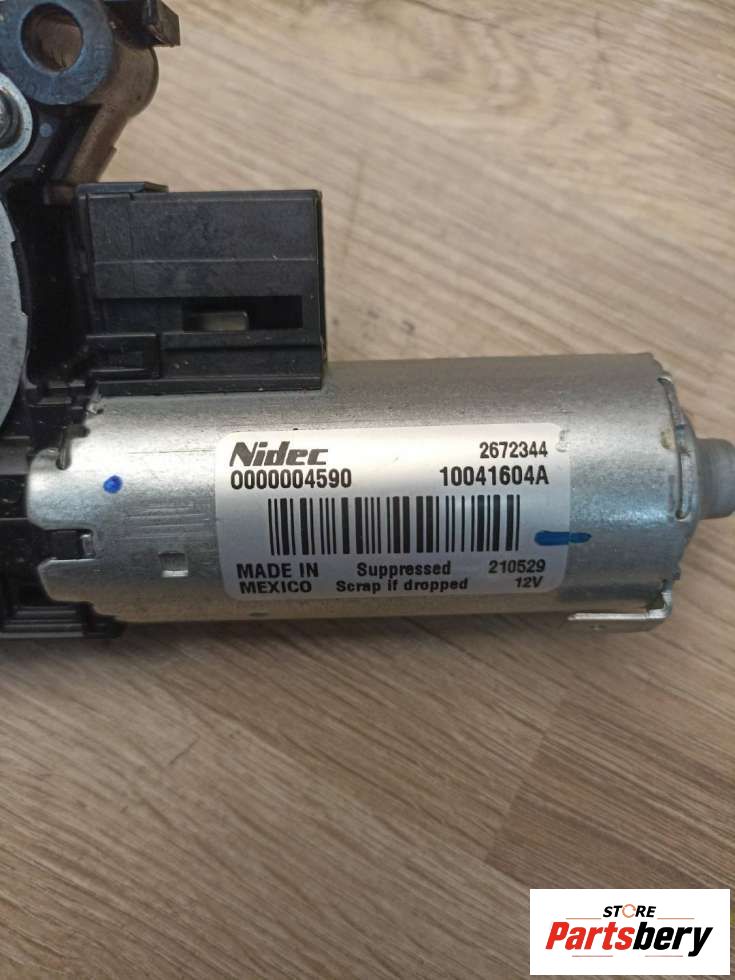 Nidec 2672344
0000004590 10041604A
MADE IN Suppressed 210529
MEXICO Scrap if dropped 12V
STORE
Partsbery